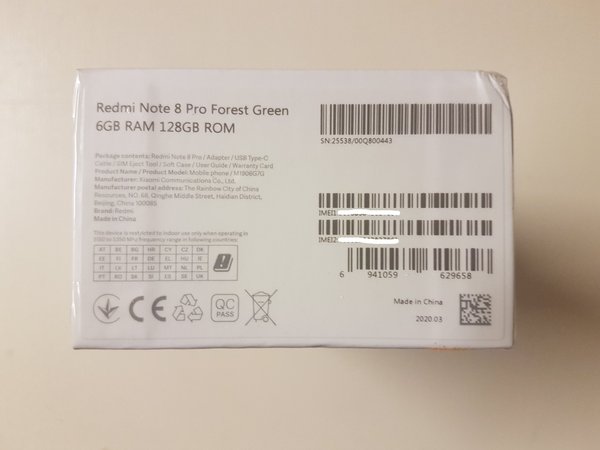 Redmi Note 8 Pro Forest Green
6GB RAM 128GB ROM
SN:25538/00Q800443
Package contents: Redmi Note 8 Pro / Adapter / USB Type-C
Cable / SIM Eject Tool / Soft Case / User Guide / Warranty Card
Product Name / Product Model: Mobile phone / M1906G7G
Manufacturer: Xiaomi Communications Co., Ltd.
Manufacturer postal address: The Rainbow City of China
Resources, NO. 68, Qinghe Middle Street, Haidian District,
Beijing, China 100085
Brand: Redmi
Made in China
IMEI1
IMEI2
This device is restricted to indoor use only when operating in
5150 to 5350 Mhz frequency range in following countries:
AT BE BG HR CY CZ DK
EE FI FR DE EL HU IE
IT LV LT LU MT NL PL
PT RO SK SI ES SE UK
6 941059 629658
CE
QC
PASS
Made in China
2020.03